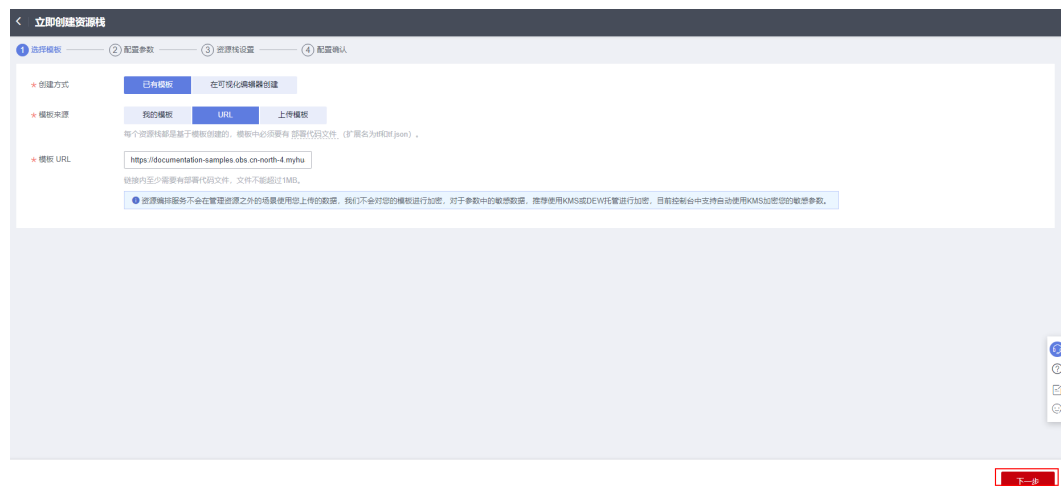 立即创建资源栈
1 选择模板 2 配置参数 3 资源栈设置 4 配置确认
* 创建方式 已有模板 在可视化编辑器创建
* 模板来源 我的模板 URL 上传模板
每个资源栈都是基于模板创建的，模板中必须要有 部署代码文件（扩展名为tf和tf.json）。
* 模板 URL https://documentation-samples.obs.cn-north-4.myhu
链接内至少需要有部署代码文件，文件不能超过1MB。
资源编排服务不会在管理资源之外的场景使用您上传的数据，我们不会对您的模板进行加密，对于参数中的敏感数据，推荐使用KMS或DEW托管进行加密，目前控制台中支持自动使用KMS加密您的敏感参数。
下一步